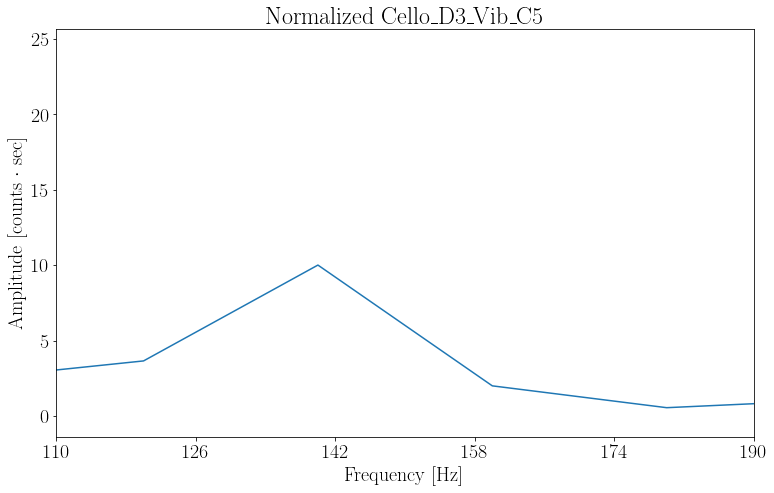 Normalized Cello_D3_Vib_C5
25
20
15
10
5
0
Amplitude [counts · sec]
110 126 142 158 174 190
Frequency [Hz]